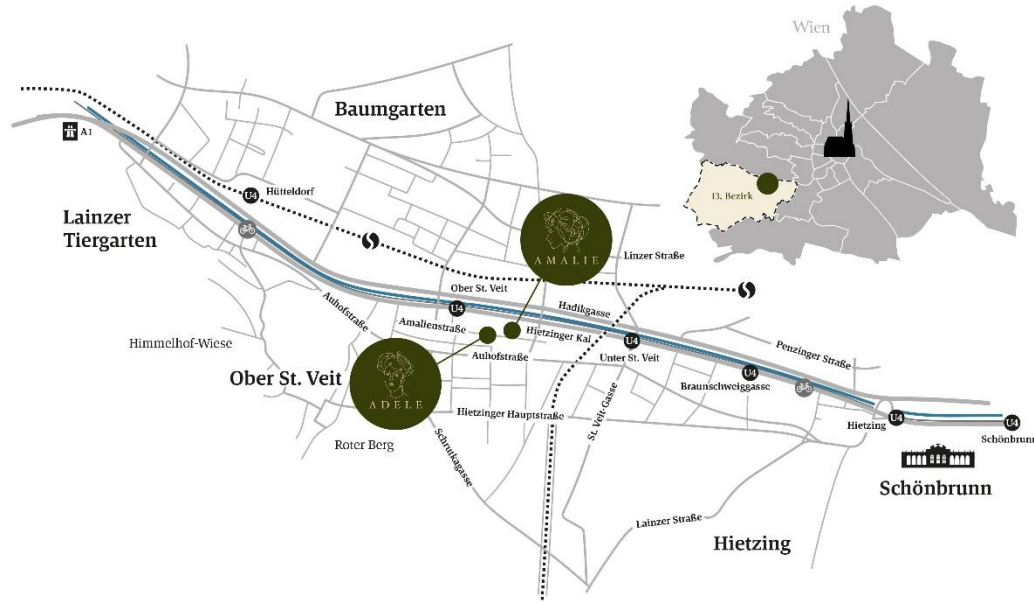 Wien
13. Bezirk
Baumgarten
A1
U4
Hütteldorf
Lainzer
Tiergarten
AMALIE
Linzer Straße
Ober St. Veit
U4
Hadikgasse
Auhofstraße
Amalienstraße
Hietzinger Kai
U4
Unter St. Veit
Penzinger Straße
Himmelhof-Wiese
Auhofstraße
Ober St. Veit
ADELE
U4
Braunschweiggasse
Hietzinger Hauptstraße
St. Veit-Gasse
Hietzing
U4
U4
Schönbrunn
Roter Berg
Schrutkagasse
Schönbrunn
Lainzer Straße
Hietzing